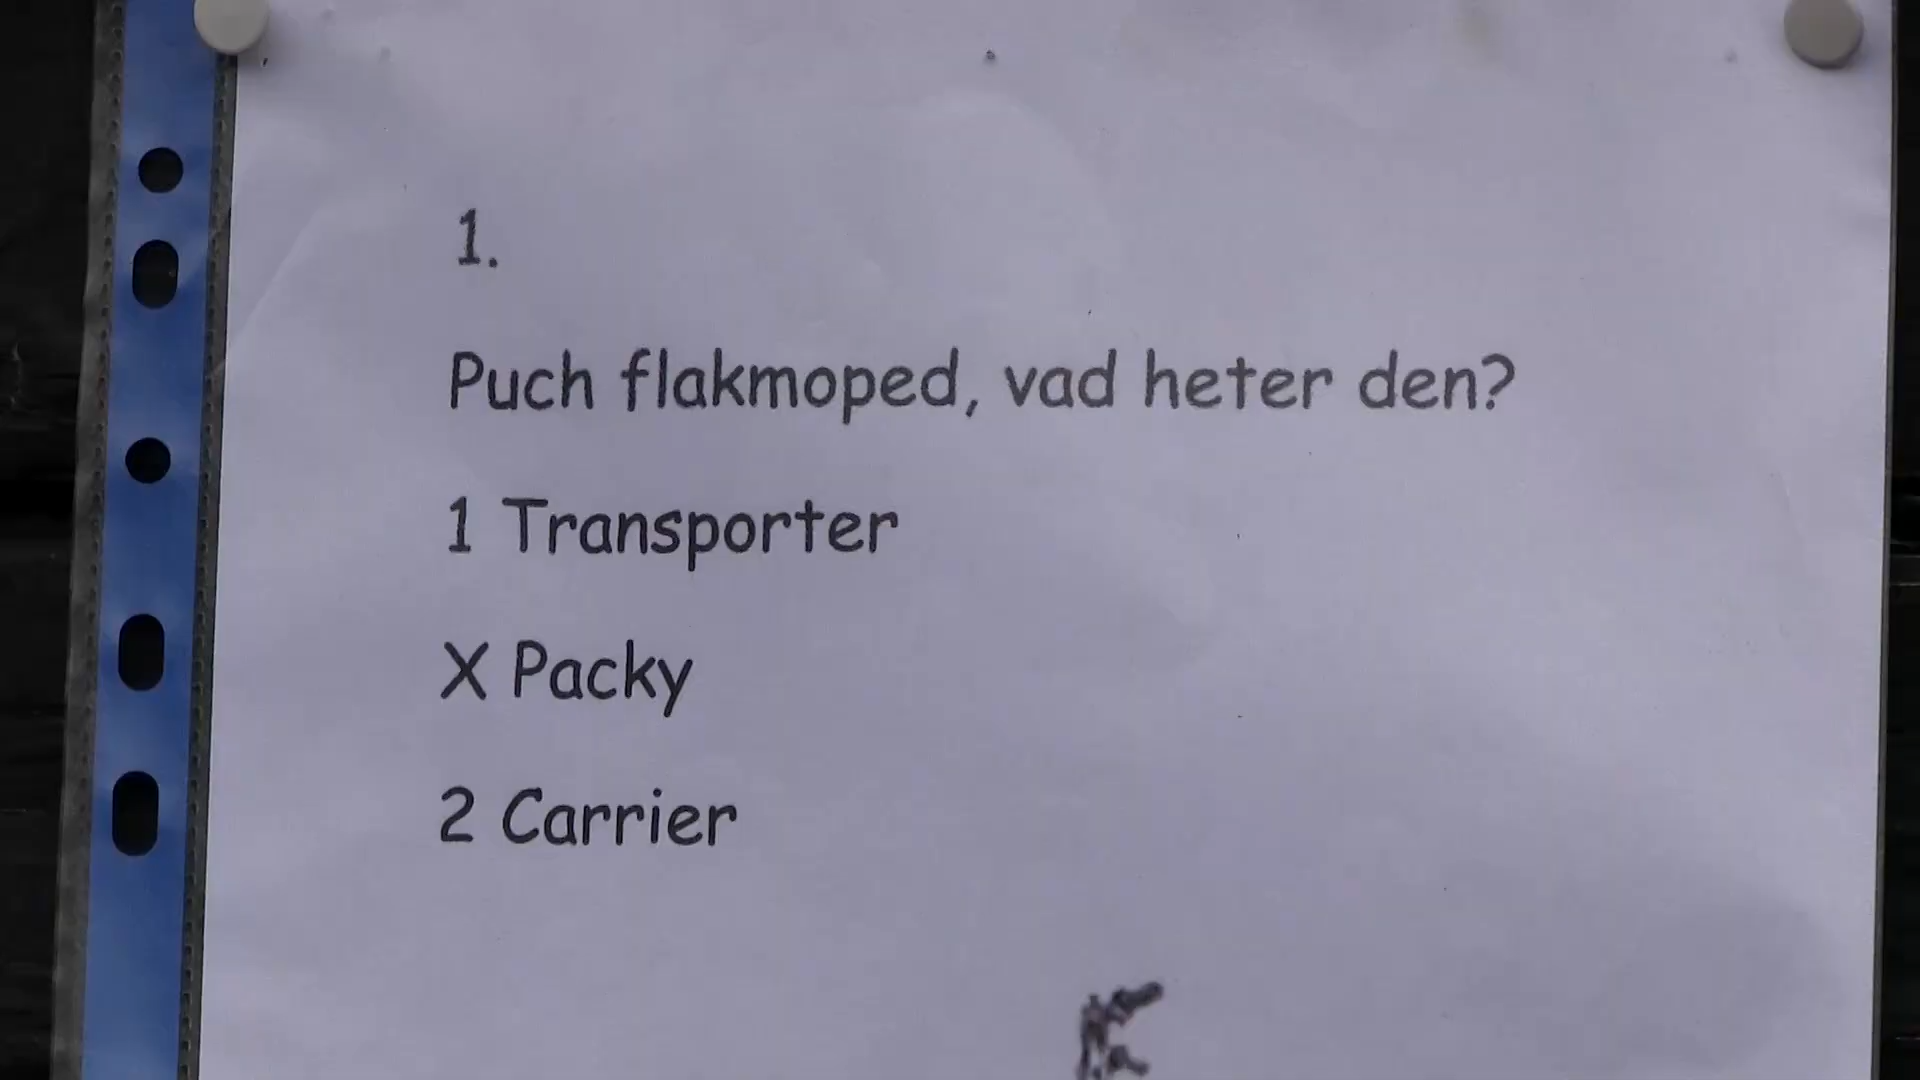 1.
Puch flakmoped, vad heter den?
1 Transporter
X Packy
2 Carrier